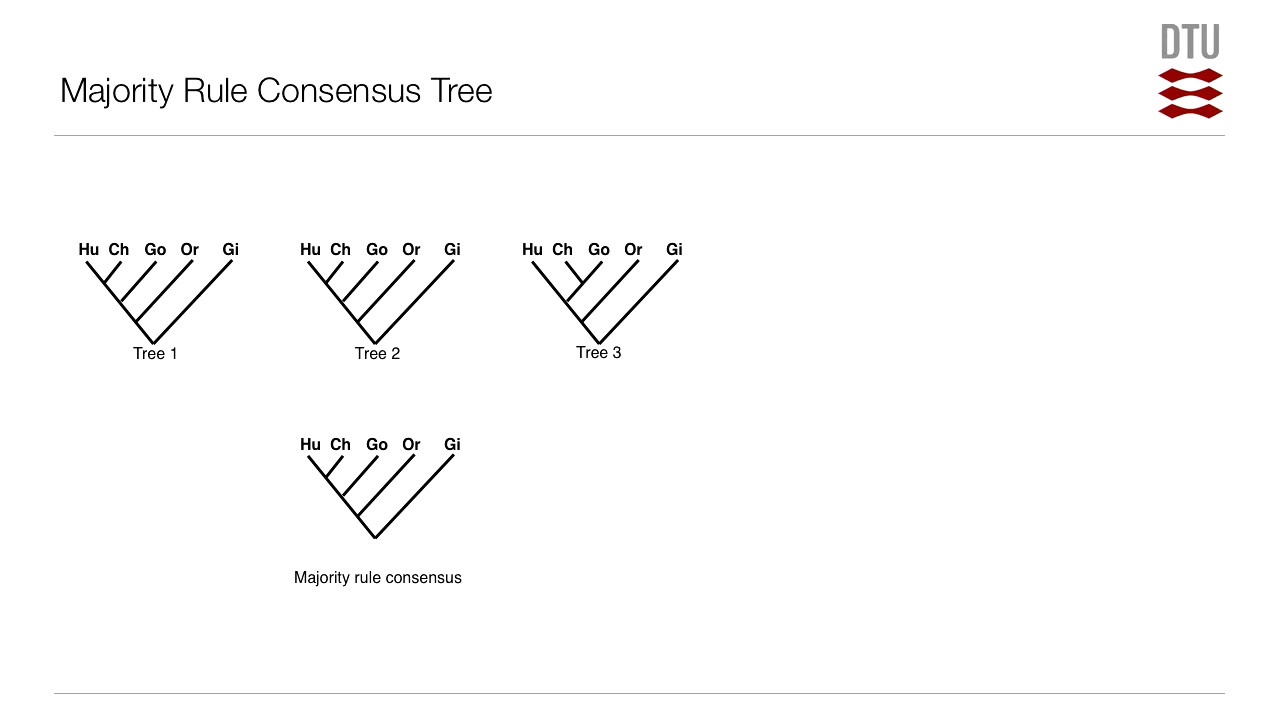 DTU
Majority Rule Consensus Tree
Hu Ch Go Or Gi
Hu Ch Go Or Gi
Hu Ch Go Or Gi
Tree 1
Tree 2
Tree 3
Hu Ch Go Or Gi
Majority rule consensus